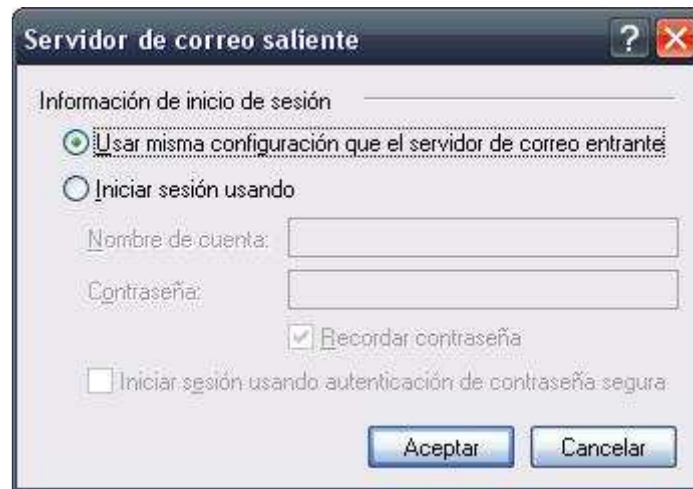 Servidor de correo saliente
Información de inicio de sesión
Usar misma configuración que el servidor de correo entrante
Iniciar sesión usando
Nombre de cuenta:
Contraseña:
Recordar contraseña
Iniciar sesión usando autenticación de contraseña segura
Aceptar Cancelar